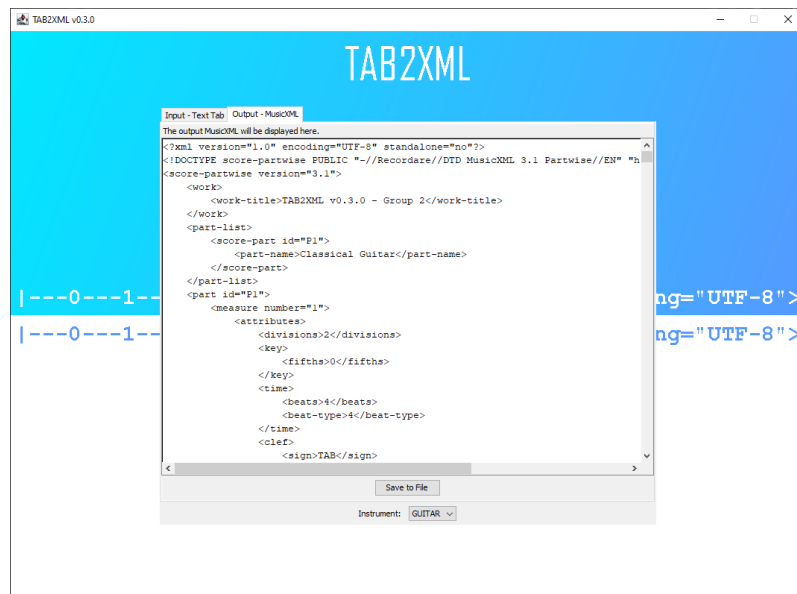 TAB2XML v0.3.0
TAB2XML
Input - Text Tab Output - MusicXML
The output MusicXML will be displayed here.
<?xml version="1.0" encoding="UTF-8" standalone="no"?>
<!DOCTYPE score-partwise PUBLIC "-//Recordare//DTD MusicXML 3.1 Partwise//EN" "h
<score-partwise version="3.1">
    <work>
        <work-title>TAB2XML v0.3.0 - Group 2</work-title>
    </work>
    <part-list>
        <score-part id="P1">
            <part-name>Classical Guitar</part-name>
        </score-part>
    </part-list>
    <part id="P1">
        <measure number="1">
            <attributes>
                <divisions>2</divisions>
                <key>
                    <fifths>0</fifths>
                </key>
                <time>
                    <beats>4</beats>
                    <beat-type>4</beat-type>
                </time>
                <clef>
                    <sign>TAB</sign>
|---0---1-- ng="UTF-8">
|---0---1-- ng="UTF-8">
Save to File
Instrument: GUITAR